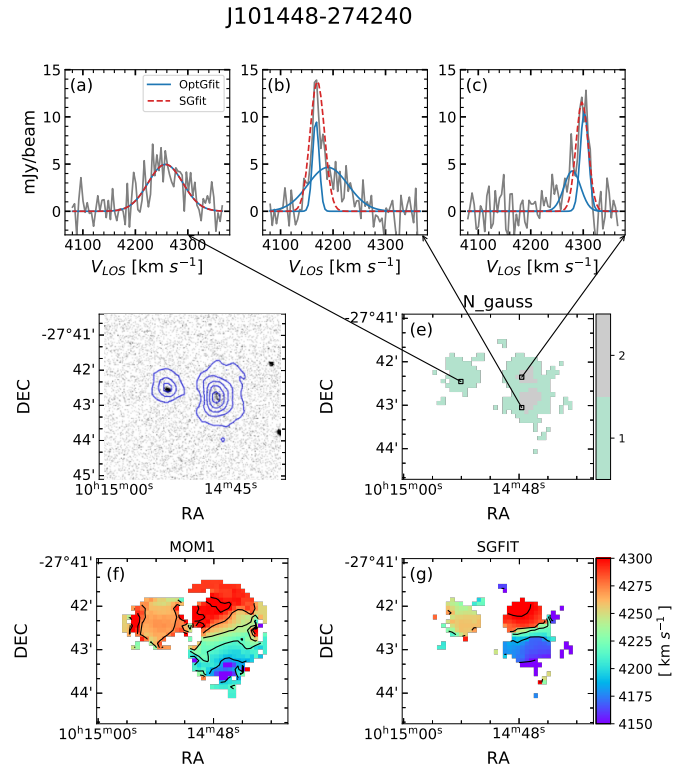 J101448-274240
(a) OptGfit SGfit
(b)
(c)
mJy/beam
15 10 5 0
4100 4200 4300
4100 4200 4300
4100 4200 4300
V_LOS [km s⁻¹]
V_LOS [km s⁻¹]
V_LOS [km s⁻¹]
N_gauss
(e)
DEC
-27°41' 42' 43' 44' 45'
10ʰ15ᵐ00ˢ 14ᵐ45ˢ
RA
DEC
-27°41' 42' 43' 44'
10ʰ15ᵐ00ˢ 14ᵐ48ˢ
RA
2
1
MOM1
(f)
DEC
-27°41' 42' 43' 44'
10ʰ15ᵐ00ˢ 14ᵐ48ˢ
RA
SGFIT
(g)
DEC
-27°41' 42' 43' 44'
10ʰ15ᵐ00ˢ 14ᵐ48ˢ
RA
4300
4250
4200
4150
[ km s⁻¹]